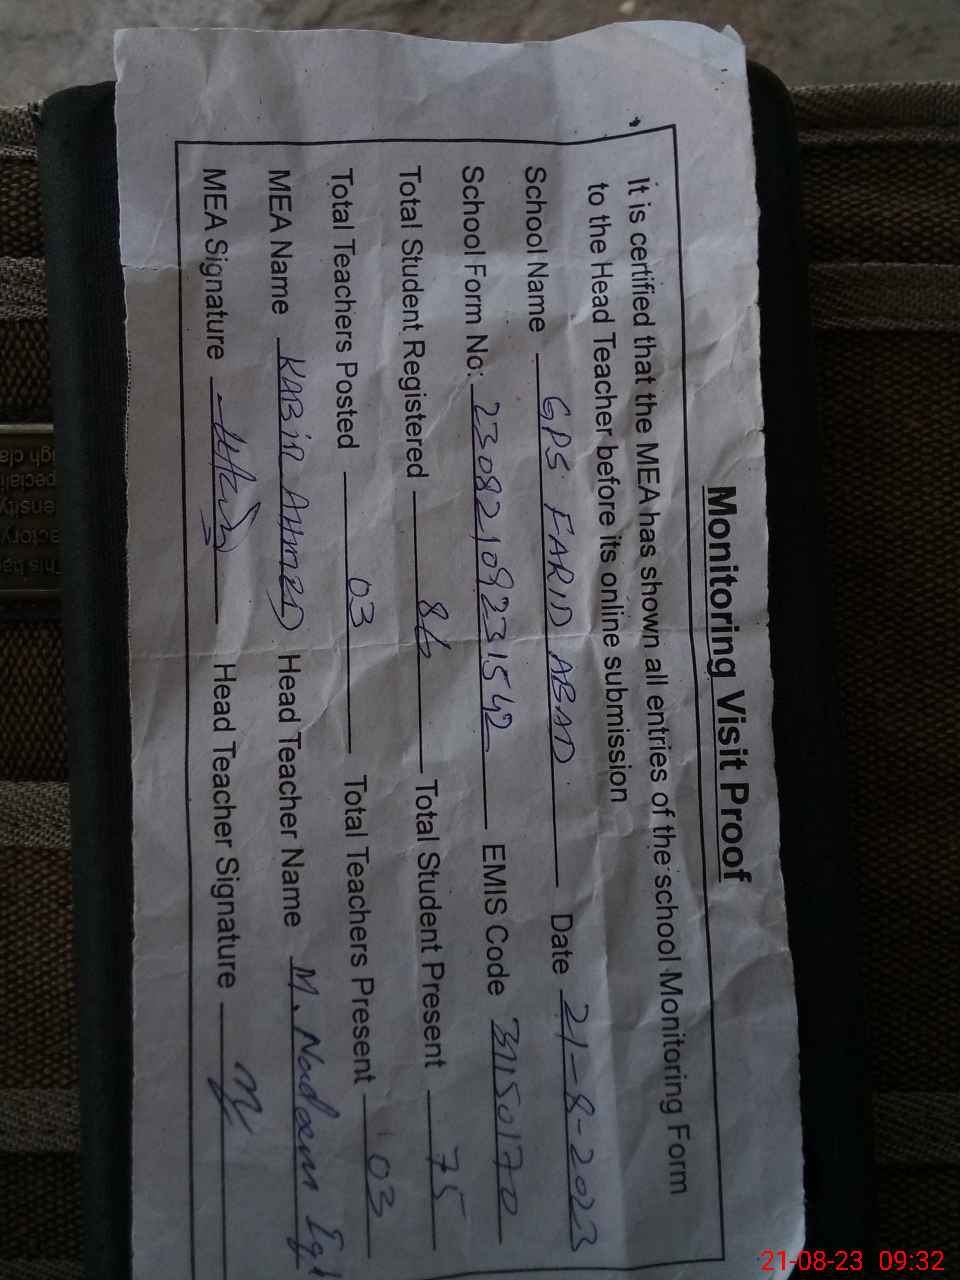 Monitoring Visit Proof
It is certified that the MEA has shown all entries of the school Monitoring Form
to the Head Teacher before its online submission
School Name GPS FARID ABAD Date 21-8-2023
School Form No: 23082109231542 EMIS Code 31150170
Total Student Registered 86 Total Student Present 75
Total Teachers Posted 03 Total Teachers Present 03
MEA Name KABIR AHMED Head Teacher Name M. Nadeem
MEA Signature Head Teacher Signature
21-08-23 09:32